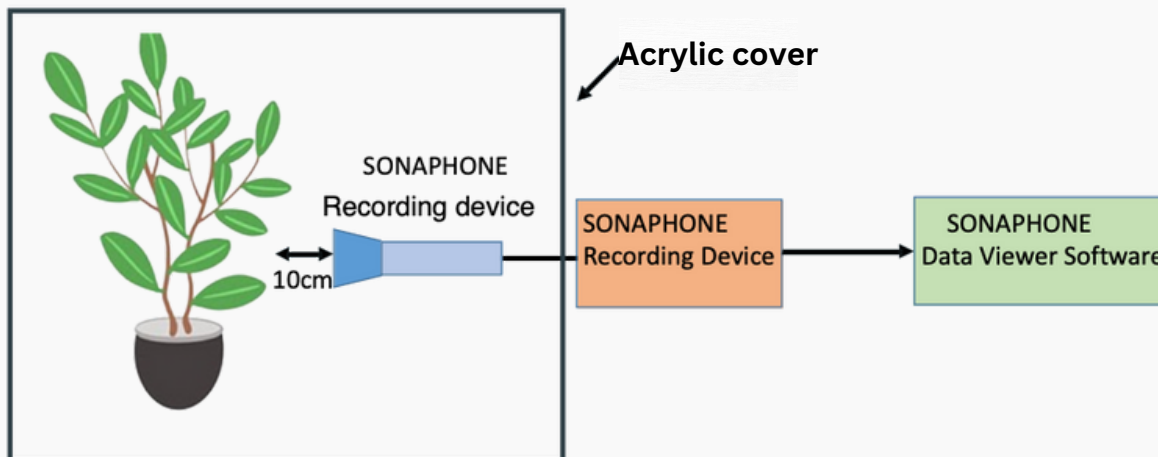 Acrylic cover
SONAPHONE
Recording device
10cm
SONAPHONE
Recording Device
SONAPHONE
Data Viewer Software